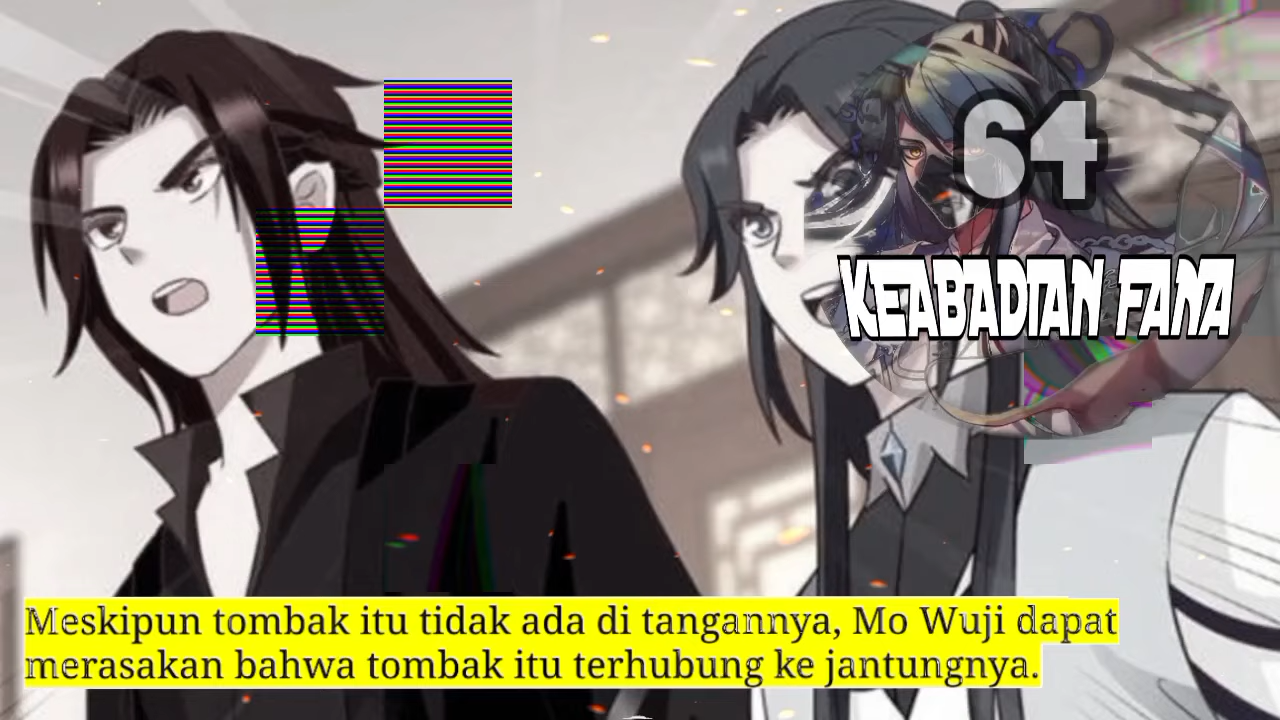 64
KEABADIAN FANA
Meskipun tombak itu tidak ada di tangannya, Mo Wuji dapat
merasakan bahwa tombak itu terhubung ke jantungnya.